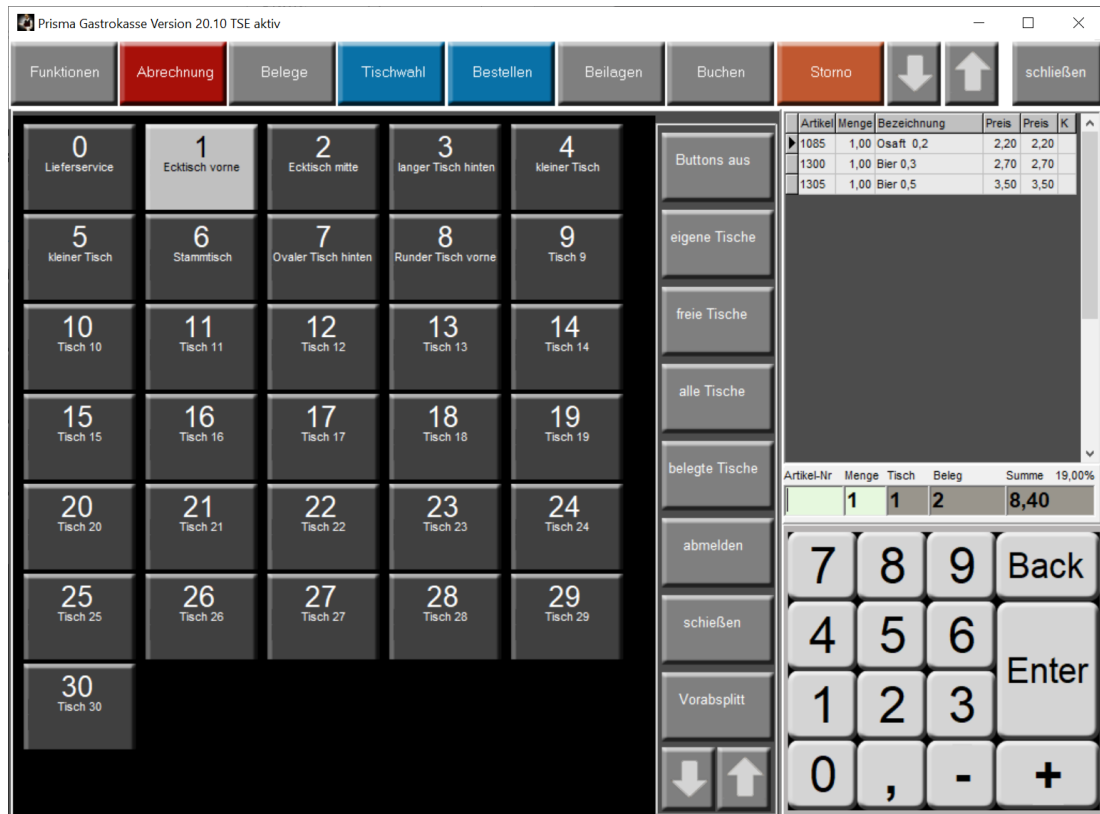 Prisma Gastrokasse Version 20.10 TSE aktiv
Funktionen Abrechnung Belege Tischwahl Bestellen Beilagen Buchen Storno schließen
0 1 2 3 4
Lieferservice Ecktisch vorne Ecktisch mitte langer Tisch hinten kleiner Tisch
5 6 7 8 9
kleiner Tisch Stammtisch Ovaler Tisch hinten Runder Tisch vorne Tisch 9
10 11 12 13 14
Tisch 10 Tisch 11 Tisch 12 Tisch 13 Tisch 14
15 16 17 18 19
Tisch 15 Tisch 16 Tisch 17 Tisch 18 Tisch 19
20 21 22 23 24
Tisch 20 Tisch 21 Tisch 22 Tisch 23 Tisch 24
25 26 27 28 29
Tisch 25 Tisch 26 Tisch 27 Tisch 28 Tisch 29
30
Tisch 30
Buttons aus
eigene Tische
freie Tische
alle Tische
belegte Tische
abmelden
schießen
Vorabsplitt
Artikel Menge Bezeichnung Preis Preis K
1085 1,00 Osaft 0,2 2,20 2,20
1300 1,00 Bier 0,3 2,70 2,70
1305 1,00 Bier 0,5 3,50 3,50
Artikel-Nr Menge Tisch Beleg Summe 19,00%
1 1 2 8,40
7 8 9 Back
4 5 6
Enter
1 2 3
0 , - +